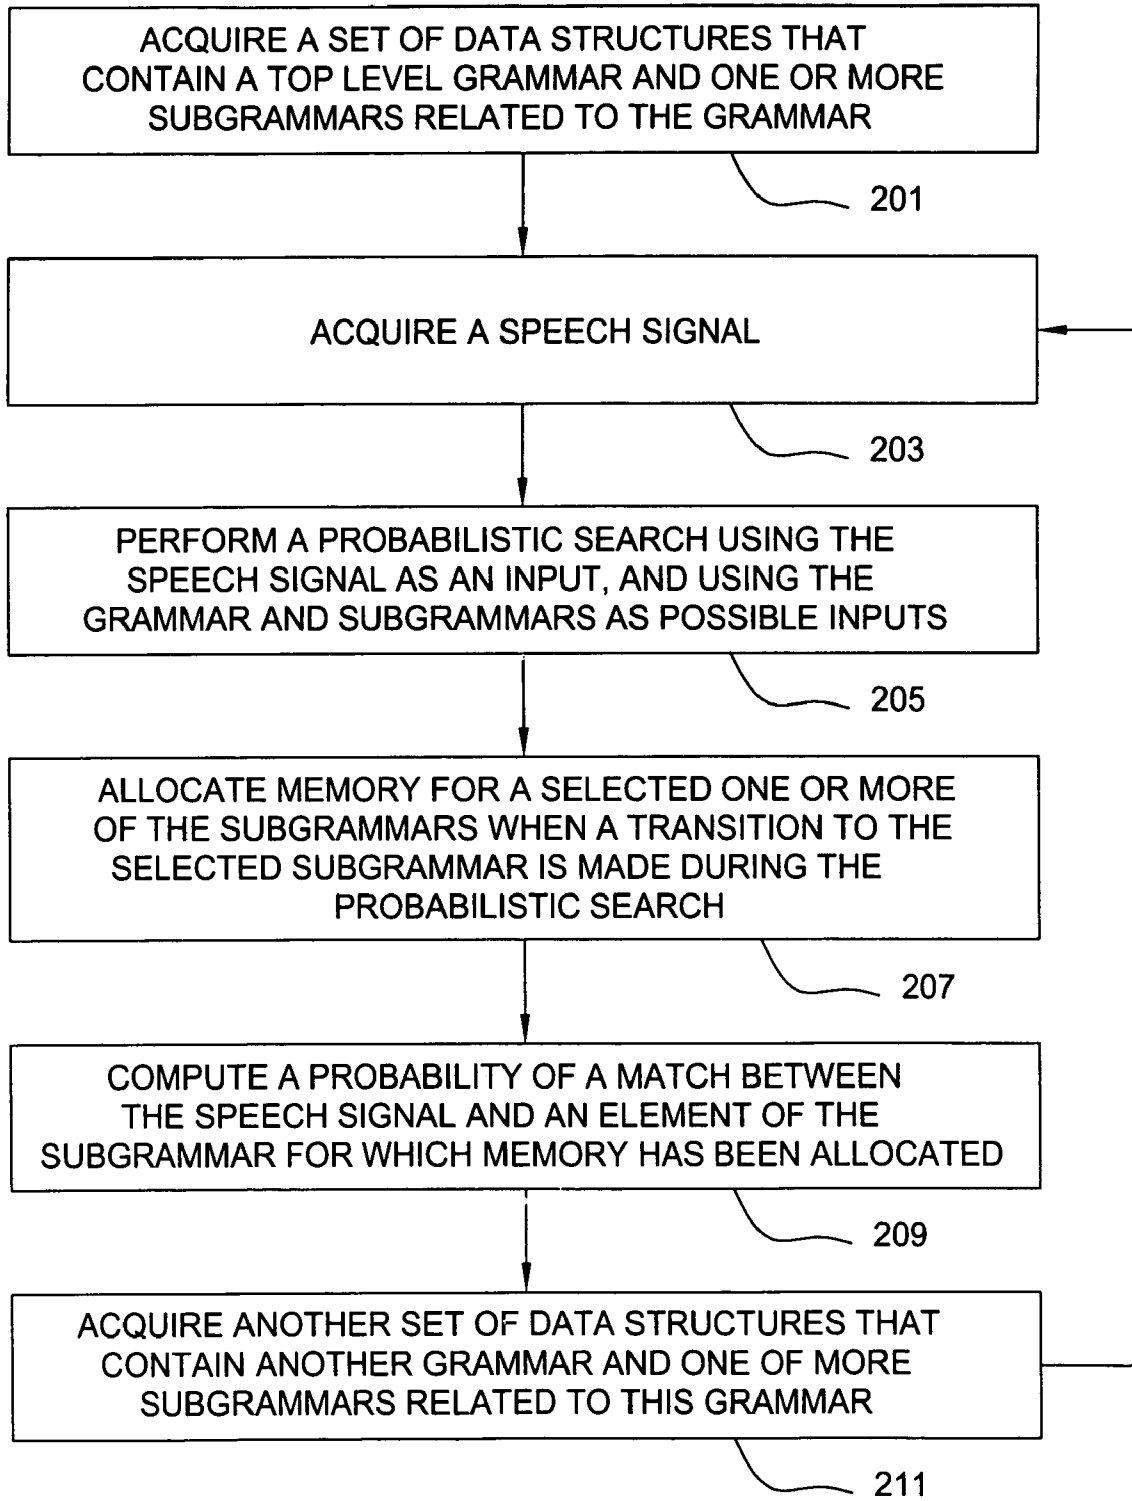 ACQUIRE A SET OF DATA STRUCTURES THAT
CONTAIN A TOP LEVEL GRAMMAR AND ONE OR MORE
SUBGRAMMARS RELATED TO THE GRAMMAR
201
ACQUIRE A SPEECH SIGNAL
203
PERFORM A PROBABILISTIC SEARCH USING THE
SPEECH SIGNAL AS AN INPUT, AND USING THE
GRAMMAR AND SUBGRAMMARS AS POSSIBLE INPUTS
205
ALLOCATE MEMORY FOR A SELECTED ONE OR MORE
OF THE SUBGRAMMARS WHEN A TRANSITION TO THE
SELECTED SUBGRAMMAR IS MADE DURING THE
PROBABILISTIC SEARCH
207
COMPUTE A PROBABILITY OF A MATCH BETWEEN
THE SPEECH SIGNAL AND AN ELEMENT OF THE
SUBGRAMMAR FOR WHICH MEMORY HAS BEEN ALLOCATED
209
ACQUIRE ANOTHER SET OF DATA STRUCTURES THAT
CONTAIN ANOTHER GRAMMAR AND ONE OF MORE
SUBGRAMMARS RELATED TO THIS GRAMMAR
211